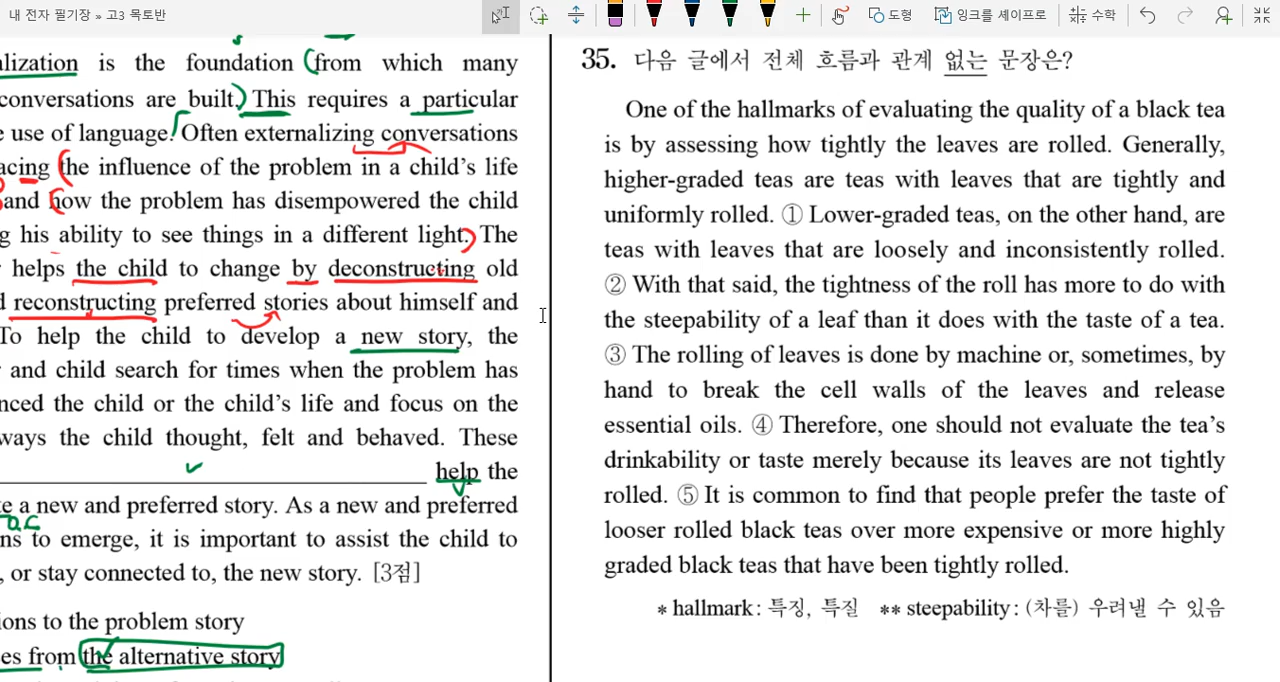 내 전자 필기장 » 고3 목토반
도형
잉크를 셰이프로
수학
lization is the foundation (from which many
conversations are built.) This requires a particular
e use of language. Often externalizing conversations
acing (the influence of the problem in a child's life
and how the problem has disempowered the child
g his ability to see things in a different light.) The
helps the child to change by deconstructing old
d reconstructing preferred stories about himself and
To help the child to develop a new story, the
and child search for times when the problem has
nced the child or the child's life and focus on the
ways the child thought, felt and behaved. These
help the
e a new and preferred story. As a new and preferred
ns to emerge, it is important to assist the child to
, or stay connected to, the new story. [3점]
ions to the problem story
es from the alternative story
35. 다음 글에서 전체 흐름과 관계 없는 문장은?
One of the hallmarks of evaluating the quality of a black tea
is by assessing how tightly the leaves are rolled. Generally,
higher-graded teas are teas with leaves that are tightly and
uniformly rolled. ① Lower-graded teas, on the other hand, are
teas with leaves that are loosely and inconsistently rolled.
② With that said, the tightness of the roll has more to do with
the steepability of a leaf than it does with the taste of a tea.
③ The rolling of leaves is done by machine or, sometimes, by
hand to break the cell walls of the leaves and release
essential oils. ④ Therefore, one should not evaluate the tea's
drinkability or taste merely because its leaves are not tightly
rolled. ⑤ It is common to find that people prefer the taste of
looser rolled black teas over more expensive or more highly
graded black teas that have been tightly rolled.
* hallmark: 특징, 특질 ** steepability: (차를) 우려낼 수 있음